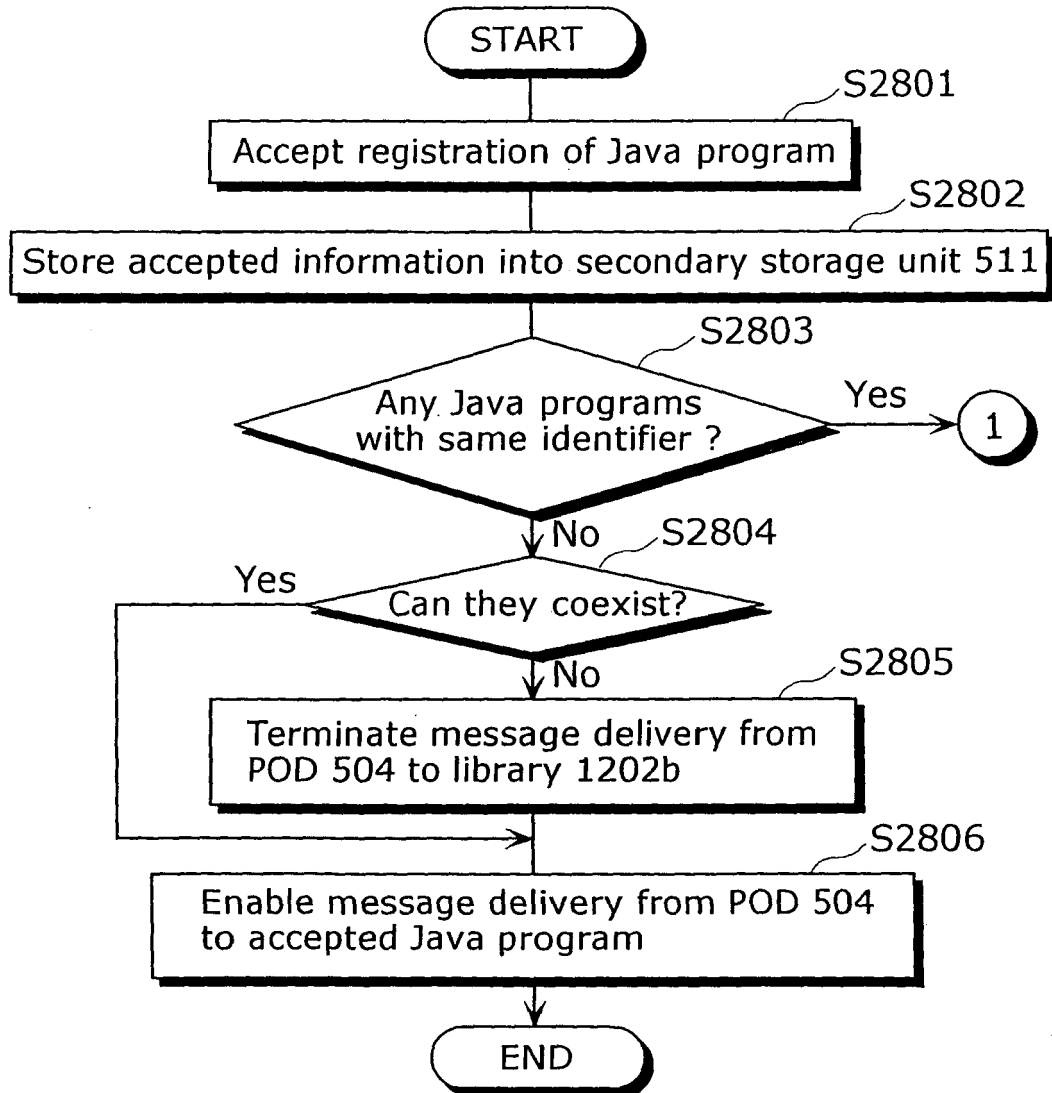 START
S2801
Accept registration of Java program
S2802
Store accepted information into secondary storage unit 511
S2803
Any Java programs
with same identifier ?
Yes
1
No
S2804
Yes
Can they coexist?
No
S2805
Terminate message delivery from
POD 504 to library 1202b
S2806
Enable message delivery from POD 504
to accepted Java program
END